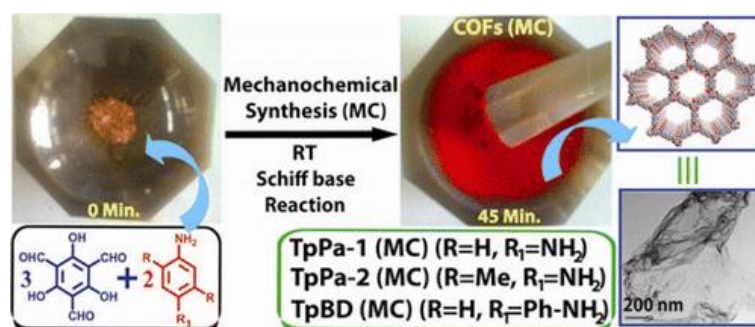 0 Min.
Mechanochemical
Synthesis (MC)
RT
Schiff base
Reaction
COFs (MC)
45 Min.
3
CHO
OH
CHO
HO
OH
CHO
+
2
NH₂
R
R
R₁
TpPa-1 (MC) (R=H, R₁=NH₂)
TpPa-2 (MC) (R=Me, R₁=NH₂)
TpBD (MC) (R=H, R₁=Ph-NH₂)
200 nm